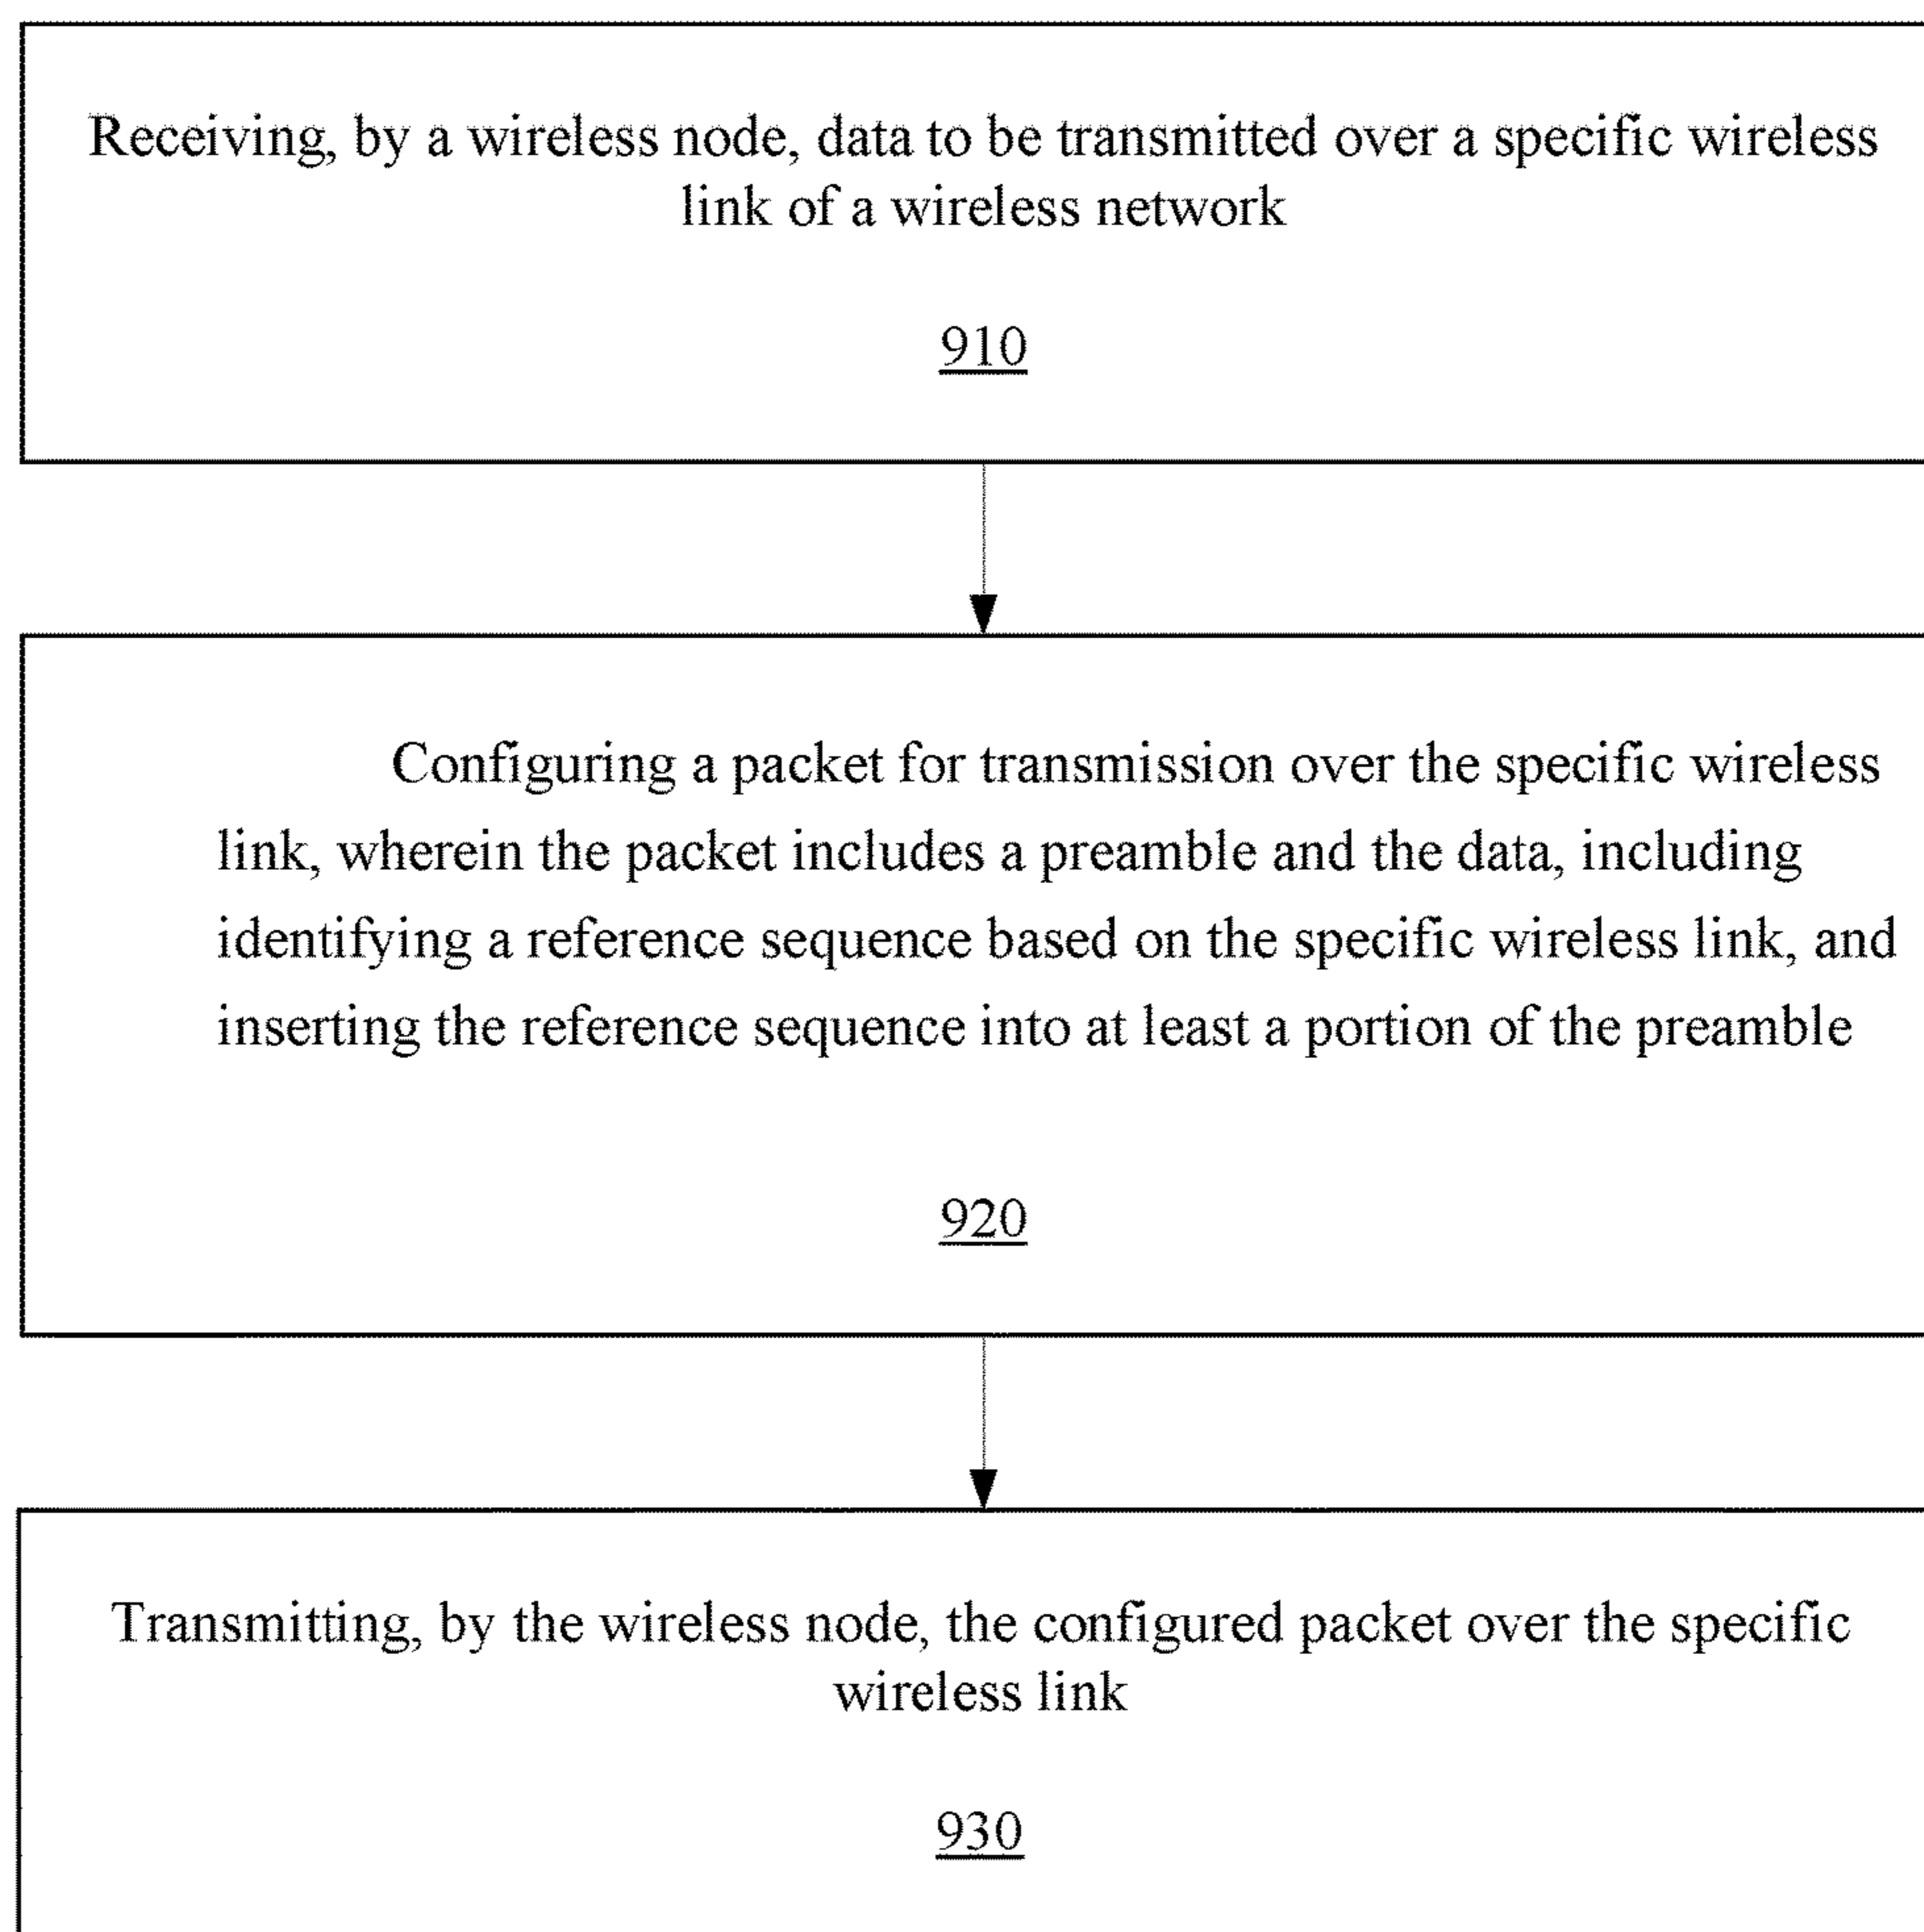 Receiving, by a wireless node, data to be transmitted over a specific wireless
link of a wireless network
910
Configuring a packet for transmission over the specific wireless
link, wherein the packet includes a preamble and the data, including
identifying a reference sequence based on the specific wireless link, and
inserting the reference sequence into at least a portion of the preamble
920
Transmitting, by the wireless node, the configured packet over the specific
wireless link
930